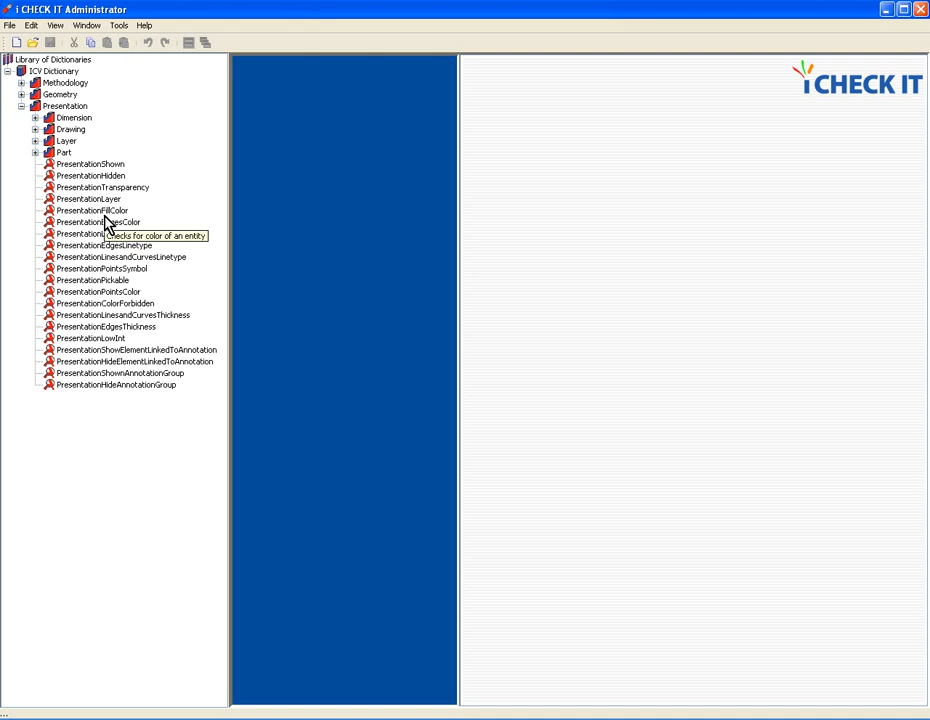 i CHECK IT Administrator
File Edit View Window Tools Help
Library of Dictionaries
ICV Dictionary
Methodology
Geometry
Presentation
Dimension
Drawing
Layer
Part
PresentationShown
PresentationHidden
PresentationTransparency
PresentationLayer
PresentationFillColor
PresentationEdgesColor
Checks for color of an entity
PresentationEdgesLinetype
PresentationLinesandCurvesLinetype
PresentationPointsSymbol
PresentationPickable
PresentationPointsColor
PresentationColorForbidden
PresentationLinesandCurvesThickness
PresentationEdgesThickness
PresentationLowInt
PresentationShowElementLinkedToAnnotation
PresentationHideElementLinkedToAnnotation
PresentationShownAnnotationGroup
PresentationHideAnnotationGroup
iCHECK IT
...